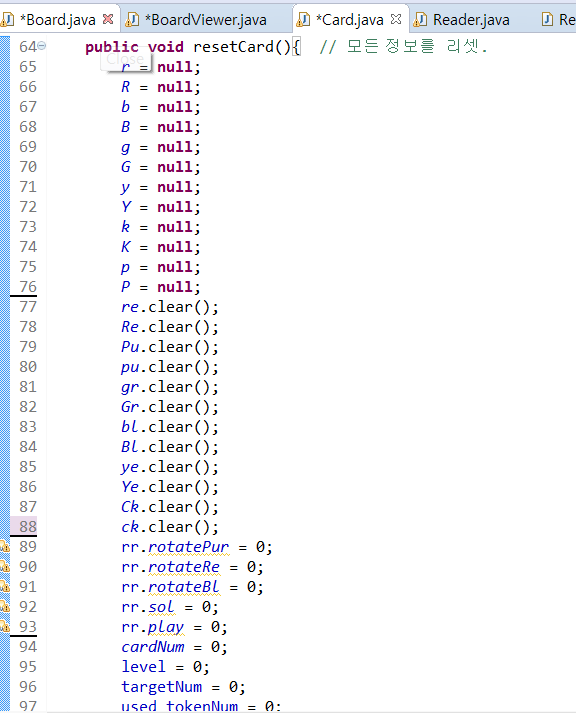 *Board.java *BoardViewer.java *Card.java Reader.java Re
64 public void resetCard(){ // 모든 정보를 리셋.
Close
65 r = null;
66 R = null;
67 b = null;
68 B = null;
69 g = null;
70 G = null;
71 y = null;
72 Y = null;
73 k = null;
74 K = null;
75 p = null;
76 P = null;
77 re.clear();
78 Re.clear();
79 Pu.clear();
80 pu.clear();
81 gr.clear();
82 Gr.clear();
83 bl.clear();
84 Bl.clear();
85 ye.clear();
86 Ye.clear();
87 Ck.clear();
88 ck.clear();
89 rr.rotatePur = 0;
90 rr.rotateRe = 0;
91 rr.rotateBl = 0;
92 rr.sol = 0;
93 rr.play = 0;
94 cardNum = 0;
95 level = 0;
96 targetNum = 0;
97 used_tokenNum = 0;